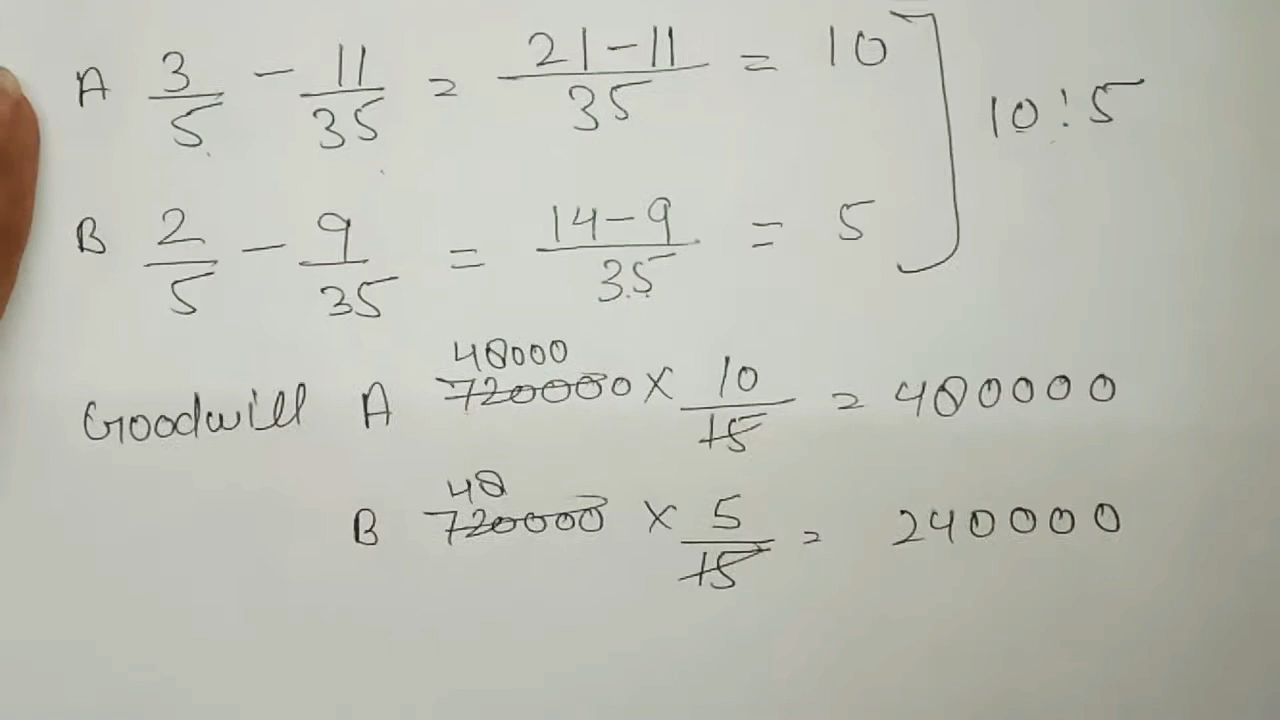 A 3/5 - 11/35 = 21-11/35 = 10
10:5
B 2/5 - 9/35 = 14-9/35 = 5
48000
Goodwill A 720000 × 10/15 = 480000
48
B 720000 × 5/15 = 240000